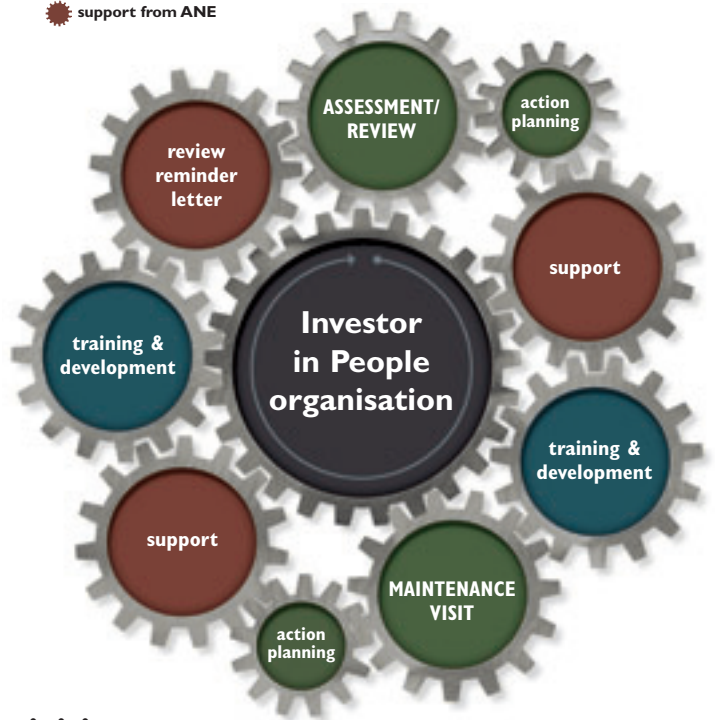 support from ANE
ASSESSMENT/
REVIEW
action
planning
review
reminder
letter
support
Investor
in People
organisation
training &
development
training &
development
support
MAINTENANCE
VISIT
action
planning